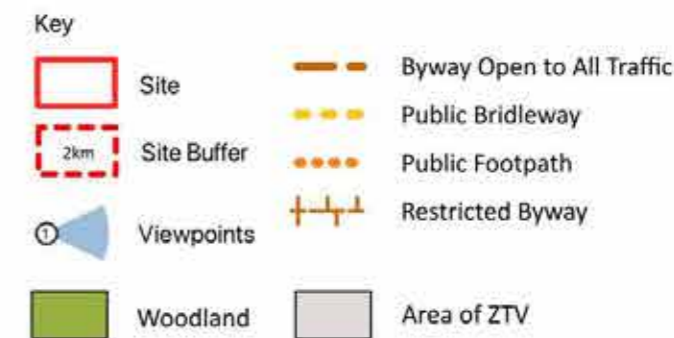 Key
Site
2km
Site Buffer
1
Viewpoints
Woodland
Byway Open to All Traffic
Public Bridleway
Public Footpath
Restricted Byway
Area of ZTV